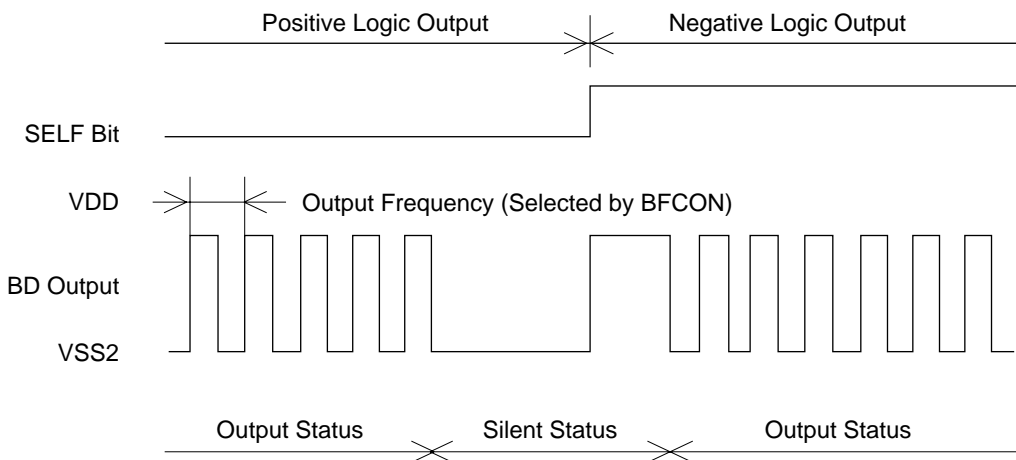 Positive Logic Output Negative Logic Output
SELF Bit
VDD Output Frequency (Selected by BFCON)
BD Output
VSS2
Output Status Silent Status Output Status